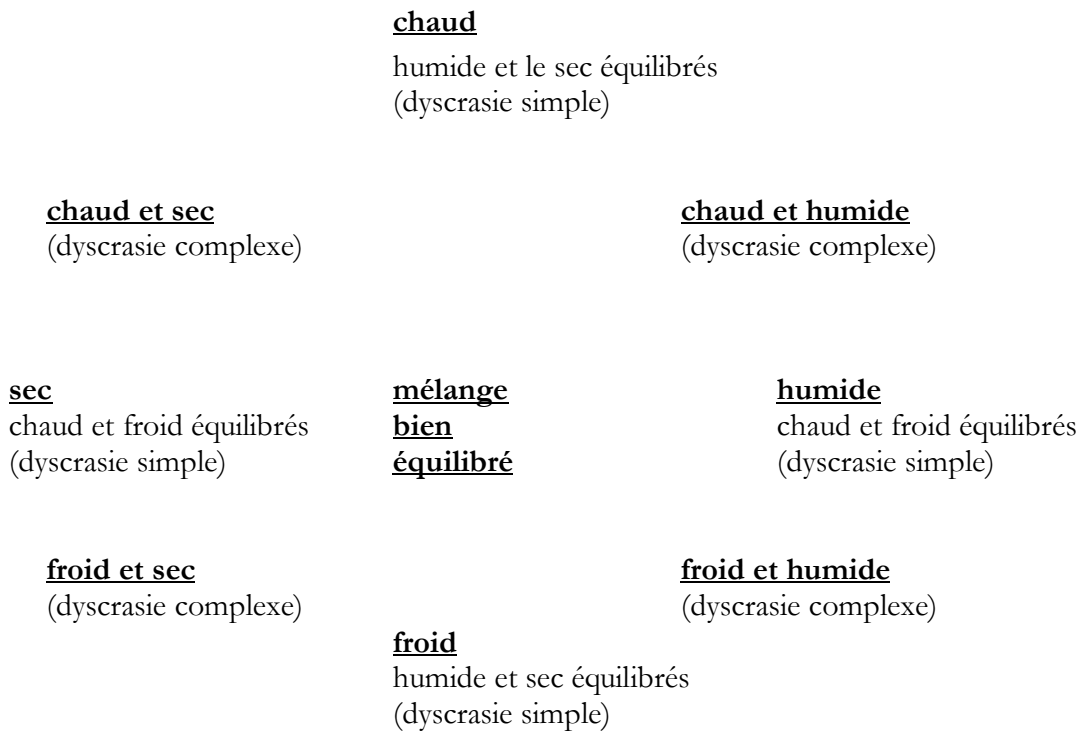 chaud
humide et le sec équilibrés
(dyscrasie simple)
chaud et sec
(dyscrasie complexe)
chaud et humide
(dyscrasie complexe)
sec
chaud et froid équilibrés
(dyscrasie simple)
mélange
bien
équilibré
humide
chaud et froid équilibrés
(dyscrasie simple)
froid et sec
(dyscrasie complexe)
froid et humide
(dyscrasie complexe)
froid
humide et sec équilibrés
(dyscrasie simple)